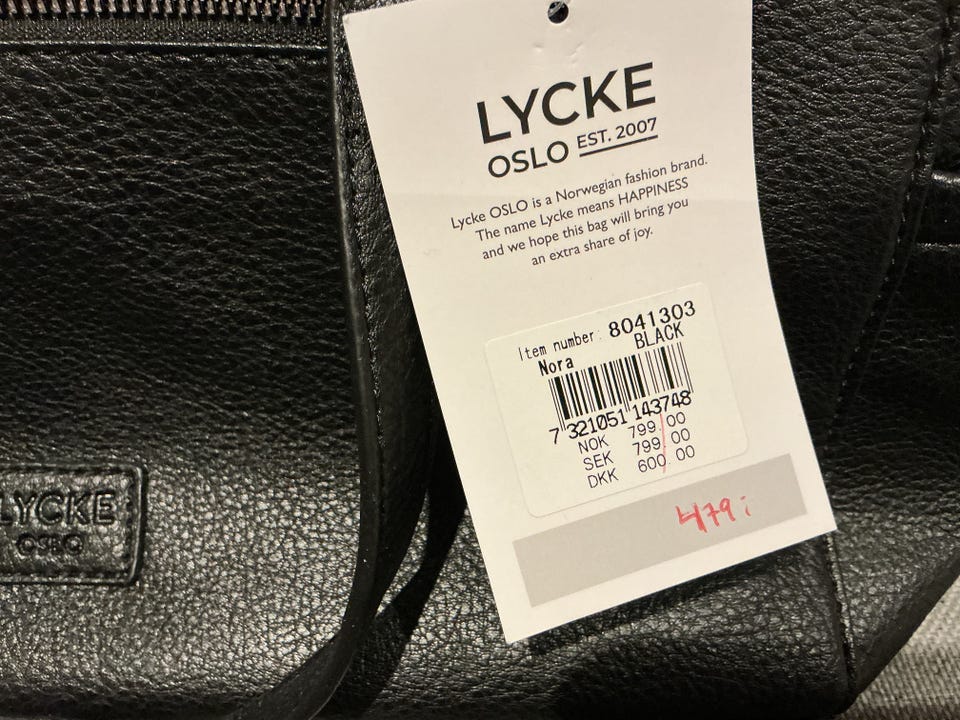 LYCKE
OSLO EST. 2007
Lycke OSLO is a Norwegian fashion brand.
The name Lycke means HAPPINESS
and we hope this bag will bring you
an extra share of joy.
Item number: 8041303
Nora BLACK
7 321051 143748
NOK 799.00
SEK 799.00
DKK 600.00
479:
LYCKE
OSLO